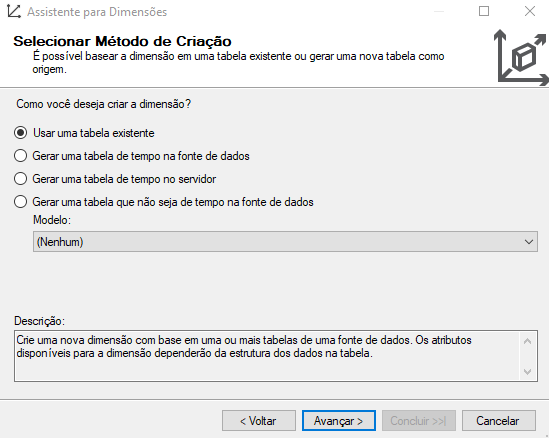 Assistente para Dimensões
Selecionar Método de Criação
É possível basear a dimensão em uma tabela existente ou gerar uma nova tabela como
origem.
Como você deseja criar a dimensão?
Usar uma tabela existente
Gerar uma tabela de tempo na fonte de dados
Gerar uma tabela de tempo no servidor
Gerar uma tabela que não seja de tempo na fonte de dados
Modelo:
(Nenhum)
Descrição:
Crie uma nova dimensão com base em uma ou mais tabelas de uma fonte de dados. Os atributos
disponíveis para a dimensão dependerão da estrutura dos dados na tabela.
< Voltar
Avançar >
Concluir >>|
Cancelar